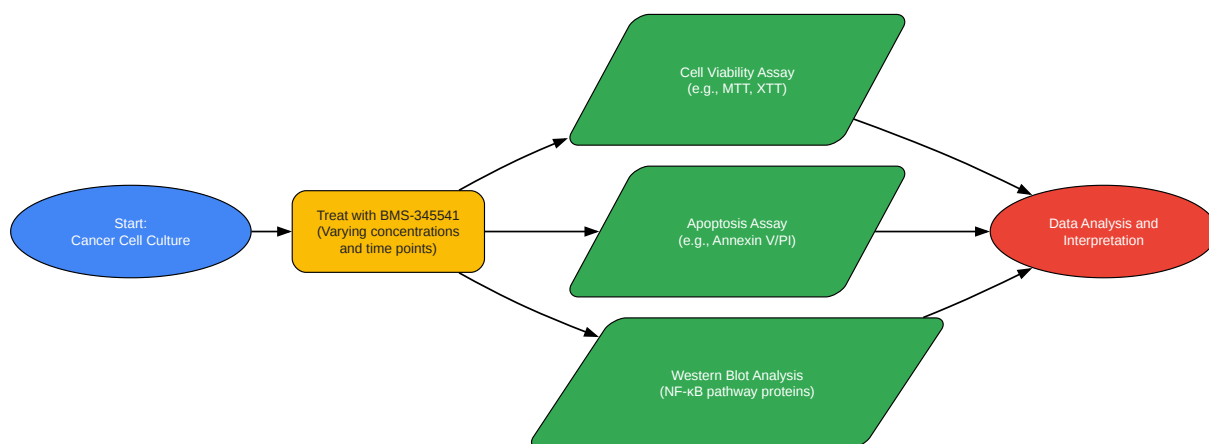 Start:
Cancer Cell Culture
Treat with BMS-345541
(Varying concentrations
and time points)
Cell Viability Assay
(e.g., MTT, XTT)
Apoptosis Assay
(e.g., Annexin V/PI)
Western Blot Analysis
(NF-κB pathway proteins)
Data Analysis and
Interpretation